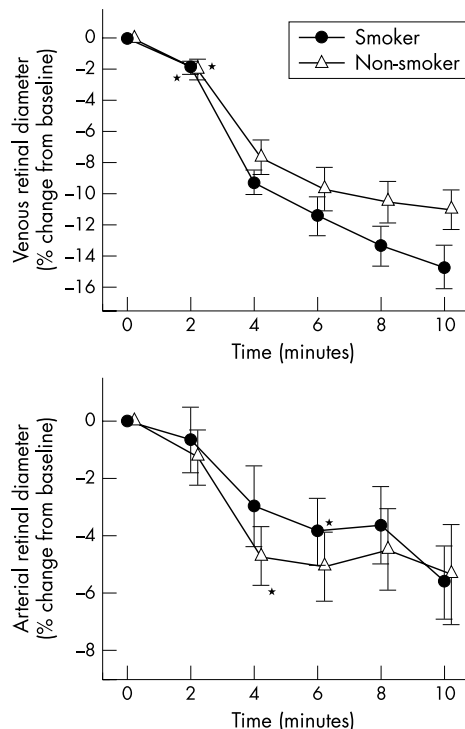 Smoker
Non-smoker
Venous retinal diameter
(% change from baseline)
0
–2
–4
–6
–8
–10
–12
–14
–16
★ ★
0 2 4 6 8 10
Time (minutes)
Arterial retinal diameter
(% change from baseline)
0
–2
–4
–6
–8
★
★
0 2 4 6 8 10
Time (minutes)